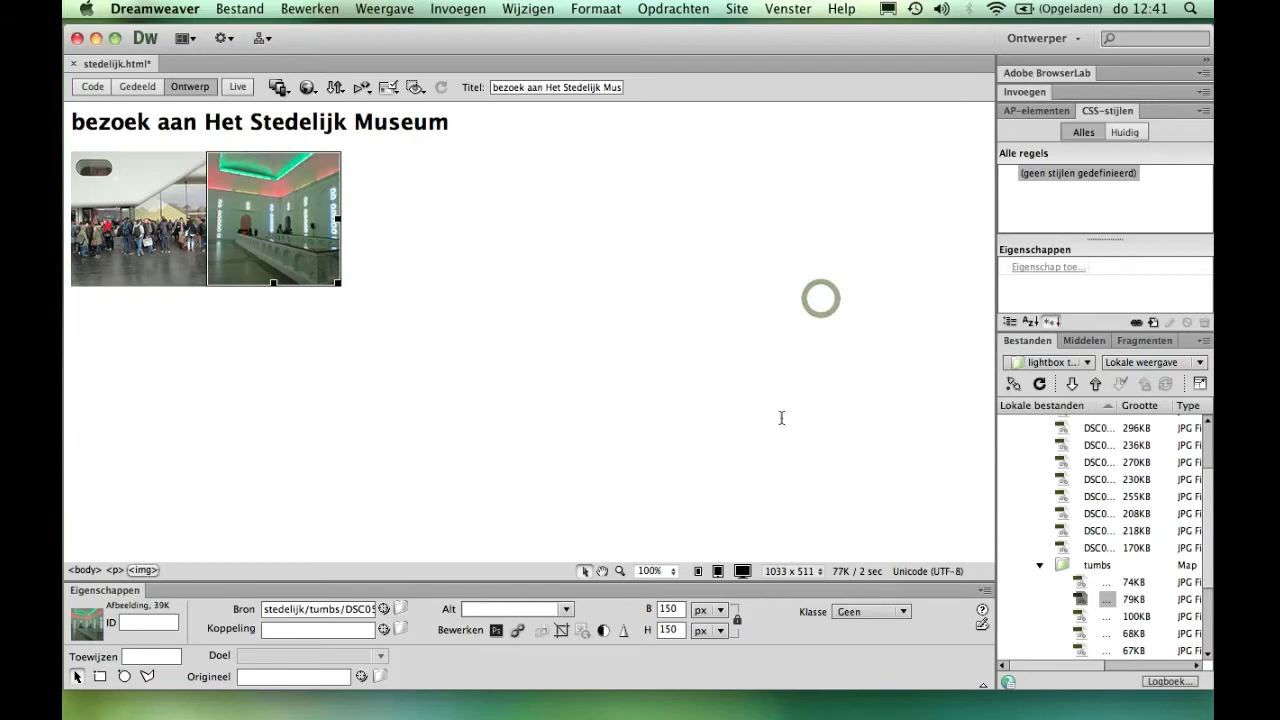 Dreamweaver Bestand Bewerken Weergave Invoegen Wijzigen Formaat Opdrachten Site Venster Help (Opgeladen) do 12:41
Dw Ontwerper
× stedelijk.html*
Code Gedeeld Ontwerp Live Titel: bezoek aan Het Stedelijk Mus
bezoek aan Het Stedelijk Museum
Adobe BrowserLab
Invoegen
AP-elementen CSS-stijlen
Alles Huidig
Alle regels
(geen stijlen gedefinieerd)
Eigenschappen
Eigenschap toe...
Bestanden Middelen Fragmenten
lightbox t... Lokale weergave
Lokale bestanden Grootte Type
DSC0... 296KB JPG Fi
DSC0... 236KB JPG Fi
DSC0... 270KB JPG Fi
DSC0... 230KB JPG Fi
DSC0... 255KB JPG Fi
DSC0... 208KB JPG Fi
DSC0... 218KB JPG Fi
DSC0... 170KB JPG Fi
tumbs Map
... 74KB JPG Fi
... 79KB JPG Fi
... 100KB JPG Fi
... 68KB JPG Fi
... 67KB JPG Fi
Logboek...
<body> <p> <img> 100% 1033 x 511 77K / 2 sec Unicode (UTF-8)
Eigenschappen
Afbeelding, 39K
ID
Bron stedelijk/tumbs/DSC05
Alt
B 150 px
Klasse Geen
Koppeling
Bewerken Ps
H 150 px
Toewijzen
Doel
Origineel